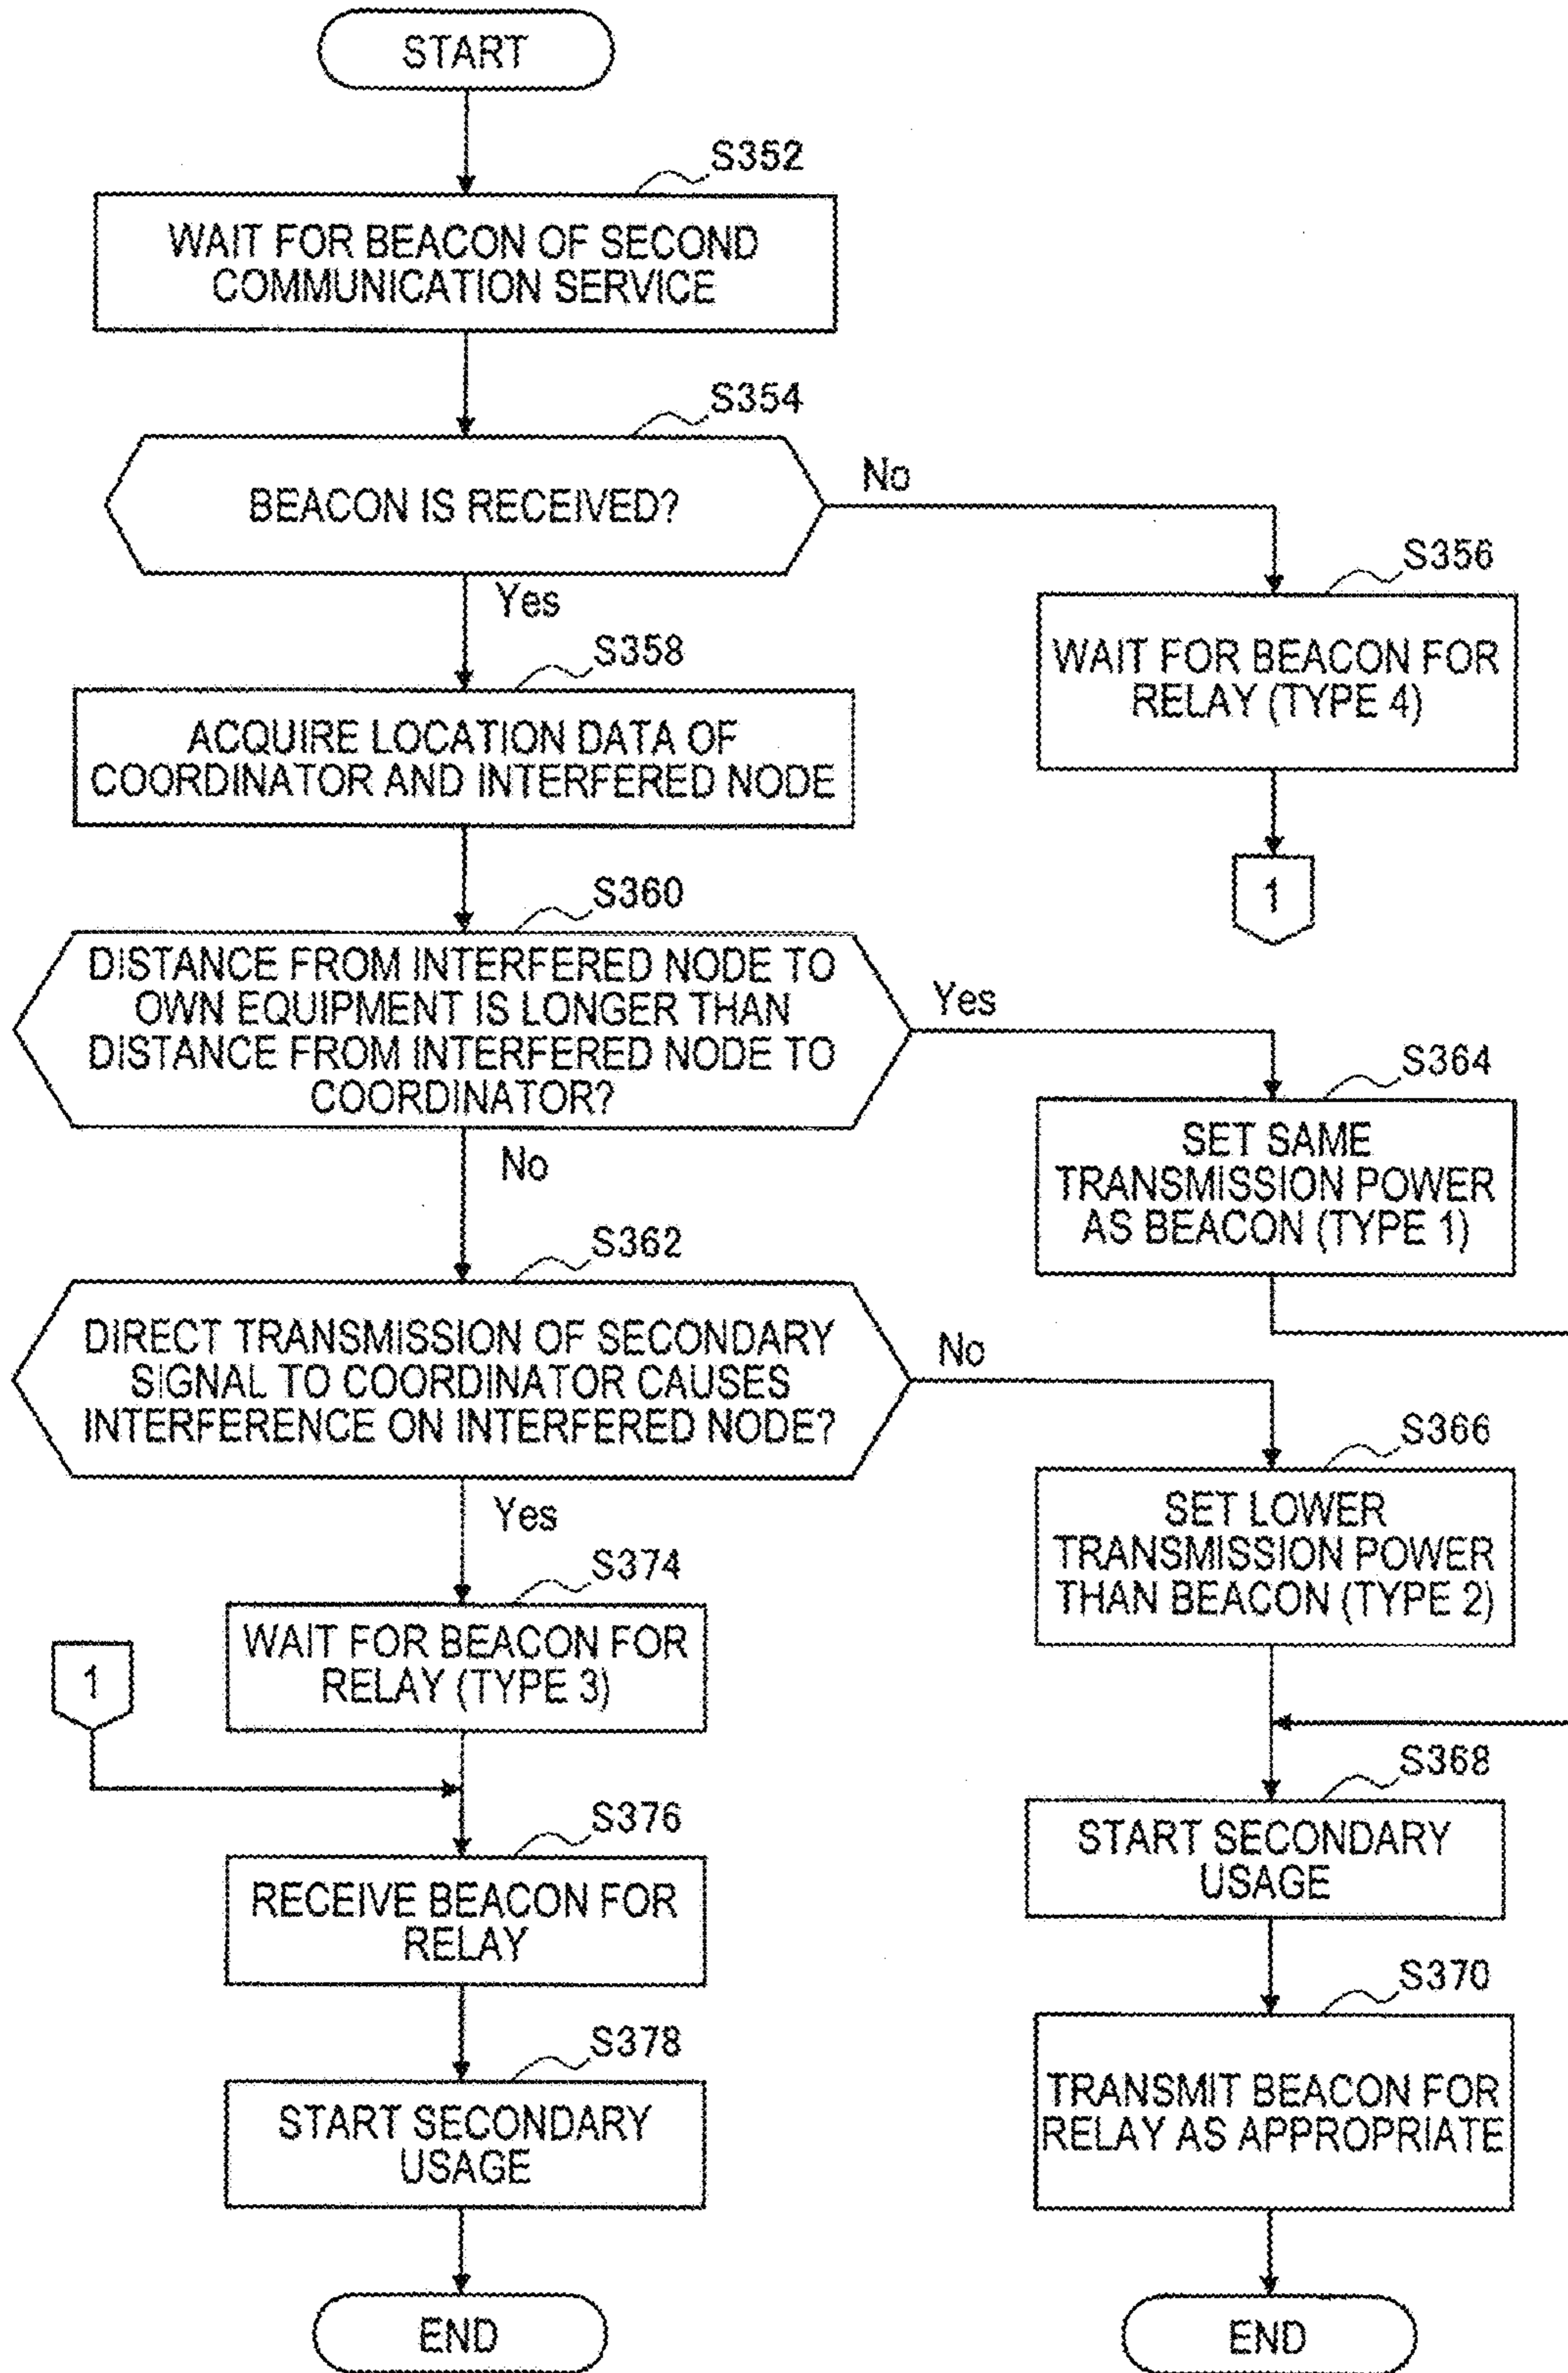 START
S352
WAIT FOR BEACON OF SECOND
COMMUNICATION SERVICE
S354
BEACON IS RECEIVED?
No
Yes
S356
WAIT FOR BEACON FOR
RELAY (TYPE 4)
1
S358
ACQUIRE LOCATION DATA OF
COORDINATOR AND INTERFERED NODE
S360
DISTANCE FROM INTERFERED NODE TO
OWN EQUIPMENT IS LONGER THAN
DISTANCE FROM INTERFERED NODE TO
COORDINATOR?
Yes
No
S364
SET SAME
TRANSMISSION POWER
AS BEACON (TYPE 1)
S362
DIRECT TRANSMISSION OF SECONDARY
SIGNAL TO COORDINATOR CAUSES
INTERFERENCE ON INTERFERED NODE?
No
Yes
S366
SET LOWER
TRANSMISSION POWER
THAN BEACON (TYPE 2)
S374
WAIT FOR BEACON FOR
RELAY (TYPE 3)
1
S368
START SECONDARY
USAGE
S376
RECEIVE BEACON FOR
RELAY
S370
TRANSMIT BEACON FOR
RELAY AS APPROPRIATE
S378
START SECONDARY
USAGE
END
END